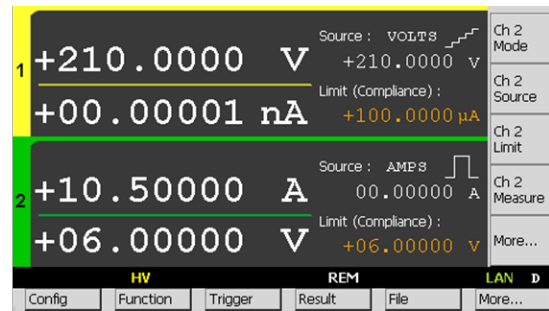 1
+210.0000 V
+00.00001 nA
Source : VOLTS
+210.0000 V
Limit (Compliance) :
+100.0000 µA
2
+10.50000 A
+06.00000 V
Source : AMPS
00.00000 A
Limit (Compliance) :
+06.00000 V
Ch 2
Mode
Ch 2
Source
Ch 2
Limit
Ch 2
Measure
More...
HV REM LAN D
Config Function Trigger Result File More...